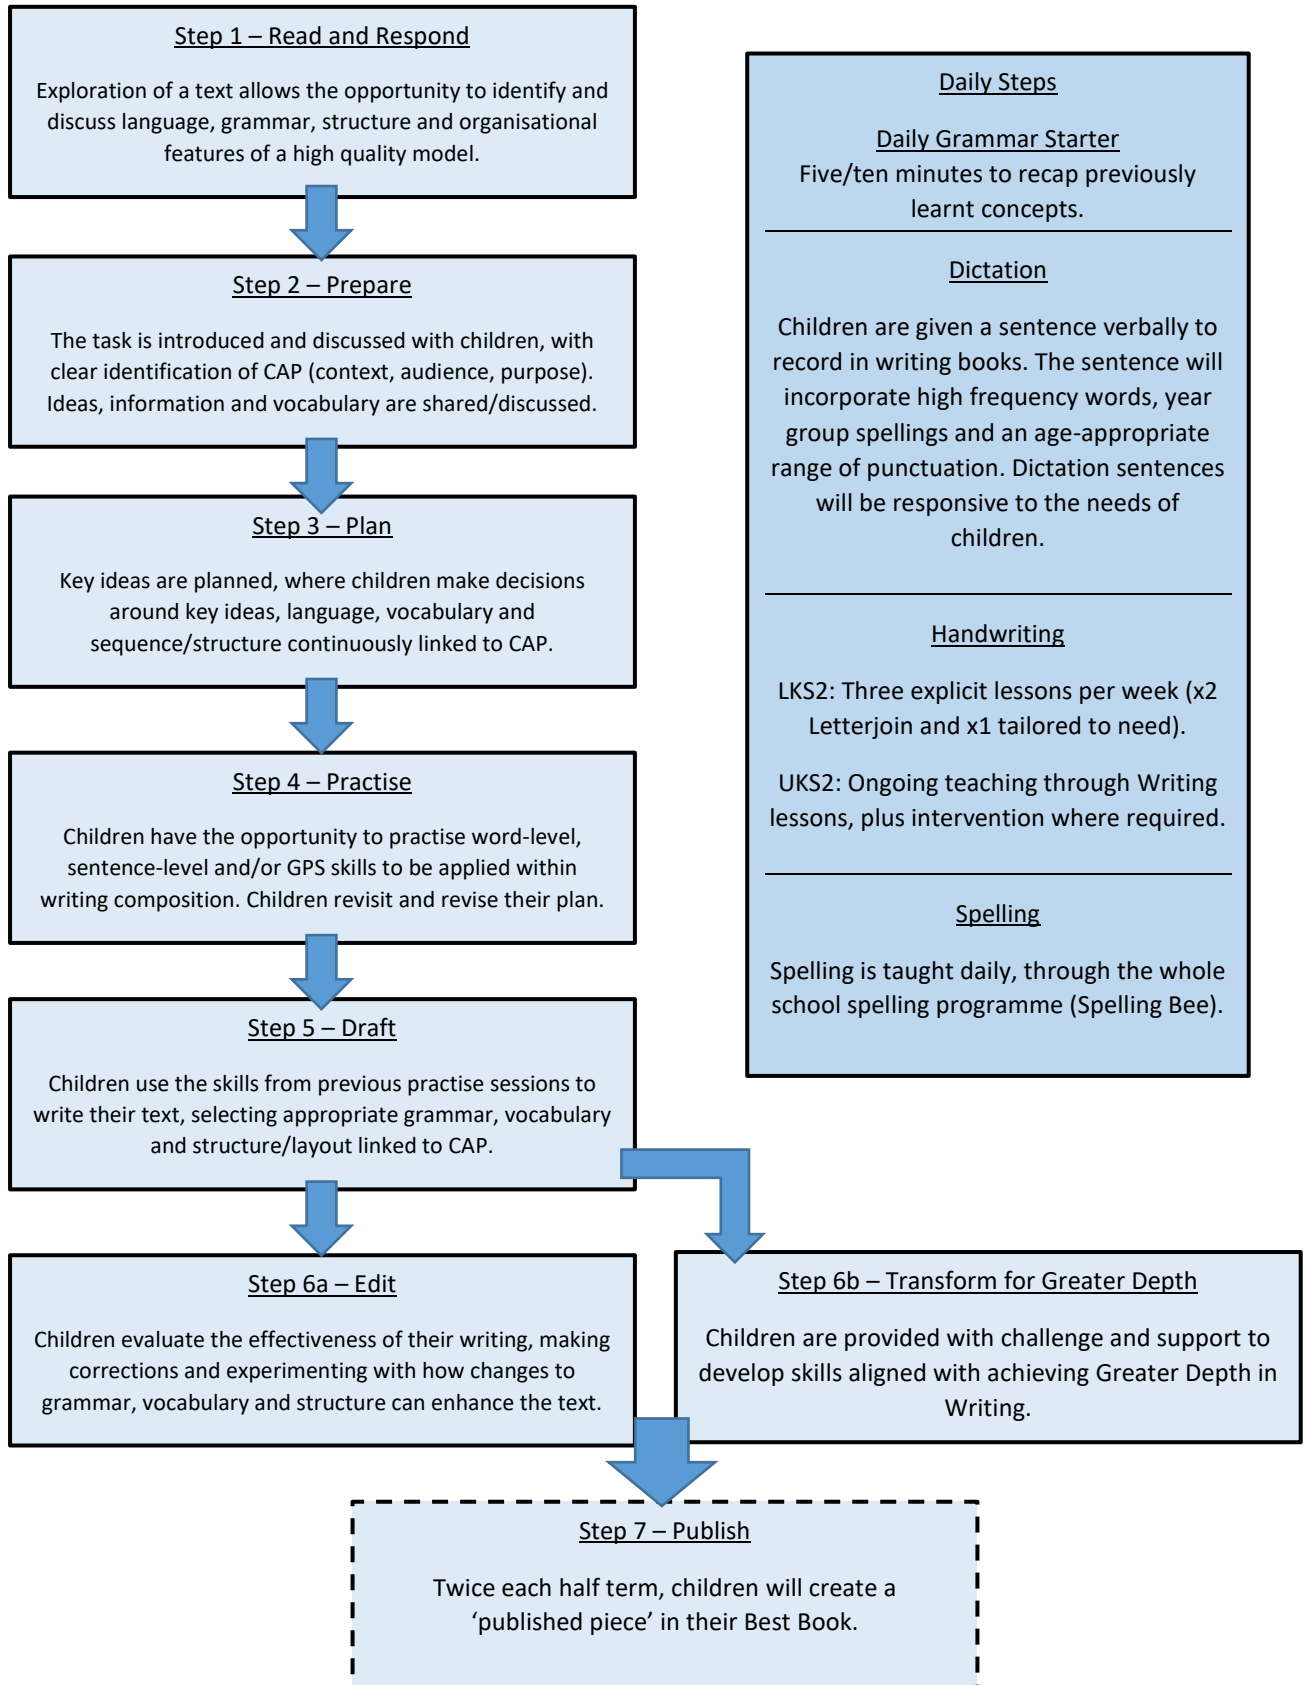 Step 1 – Read and Respond
Exploration of a text allows the opportunity to identify and
discuss language, grammar, structure and organisational
features of a high quality model.
Step 2 – Prepare
The task is introduced and discussed with children, with
clear identification of CAP (context, audience, purpose).
Ideas, information and vocabulary are shared/discussed.
Step 3 – Plan
Key ideas are planned, where children make decisions
around key ideas, language, vocabulary and
sequence/structure continuously linked to CAP.
Step 4 – Practise
Children have the opportunity to practise word-level,
sentence-level and/or GPS skills to be applied within
writing composition. Children revisit and revise their plan.
Step 5 – Draft
Children use the skills from previous practise sessions to
write their text, selecting appropriate grammar, vocabulary
and structure/layout linked to CAP.
Step 6a – Edit
Children evaluate the effectiveness of their writing, making
corrections and experimenting with how changes to
grammar, vocabulary and structure can enhance the text.
Step 6b – Transform for Greater Depth
Children are provided with challenge and support to
develop skills aligned with achieving Greater Depth in
Writing.
Step 7 – Publish
Twice each half term, children will create a
‘published piece’ in their Best Book.
Daily Steps
Daily Grammar Starter
Five/ten minutes to recap previously
learnt concepts.
Dictation
Children are given a sentence verbally to
record in writing books. The sentence will
incorporate high frequency words, year
group spellings and an age-appropriate
range of punctuation. Dictation sentences
will be responsive to the needs of
children.
Handwriting
LKS2: Three explicit lessons per week (x2
Letterjoin and x1 tailored to need).
UKS2: Ongoing teaching through Writing
lessons, plus intervention where required.
Spelling
Spelling is taught daily, through the whole
school spelling programme (Spelling Bee).